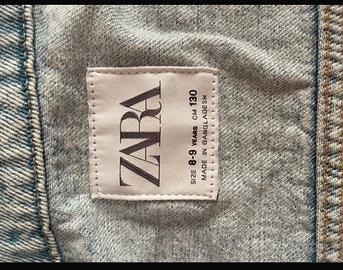 ZARA
SIZE 8-9 YEARS CM 130
MADE IN BANGLADESH